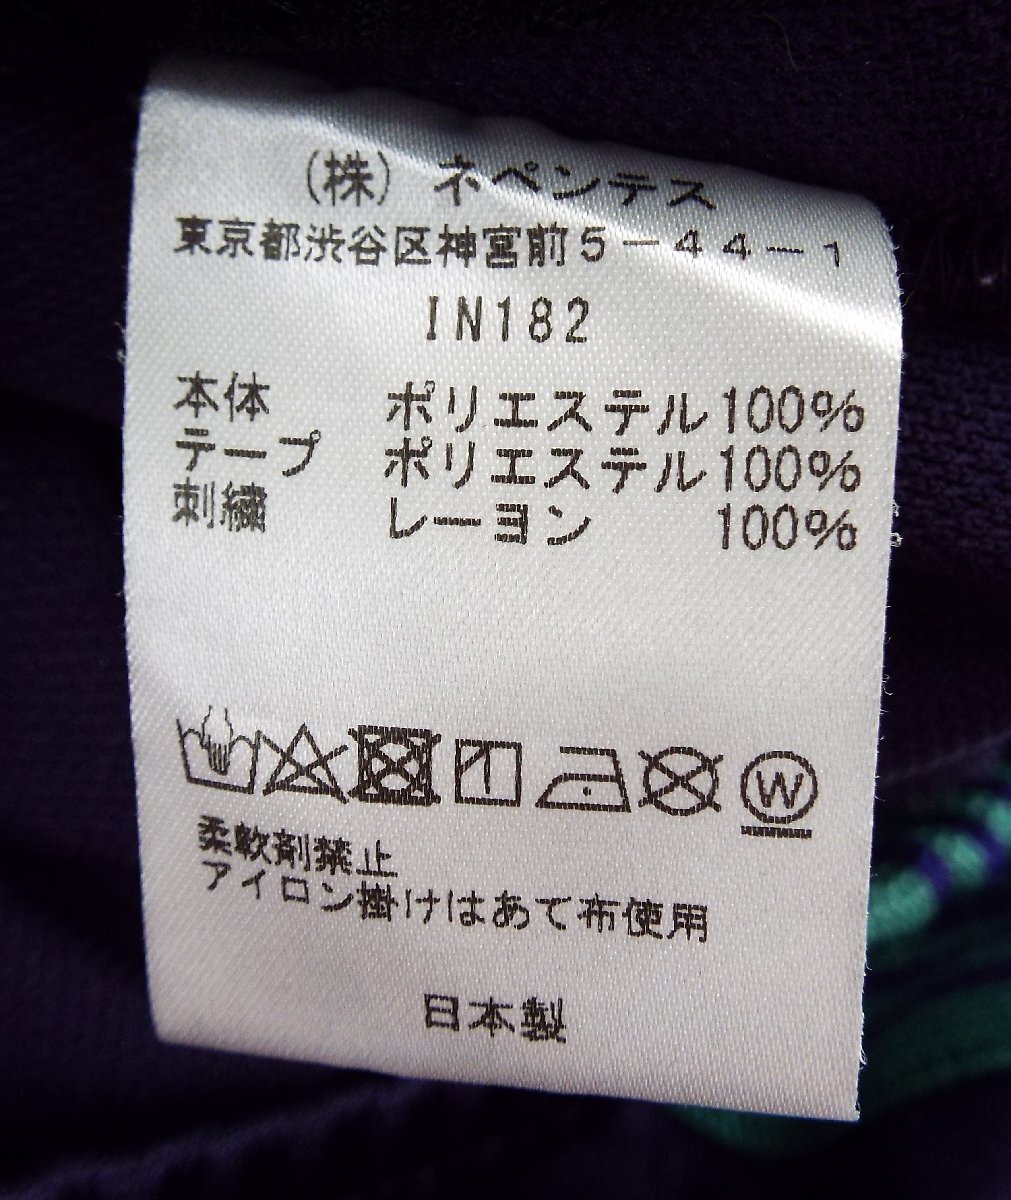 (株) ネペンテス
東京都渋谷区神宮前5-44-1
IN182
本体 ポリエステル100%
テープ ポリエステル100%
刺繍 レーヨン 100%
W
柔軟剤禁止
アイロン掛けはあて布使用
日本製